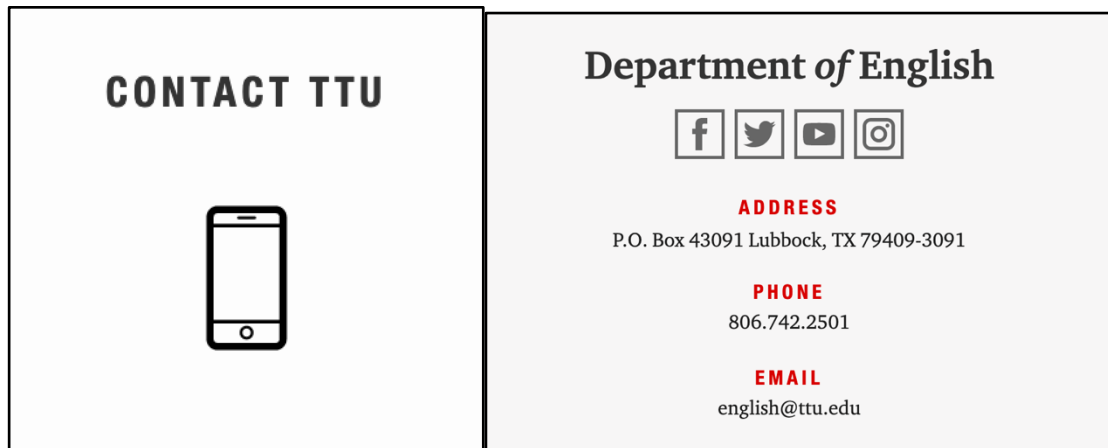 CONTACT TTU
Department of English
ADDRESS
P.O. Box 43091 Lubbock, TX 79409-3091
PHONE
806.742.2501
EMAIL
english@ttu.edu